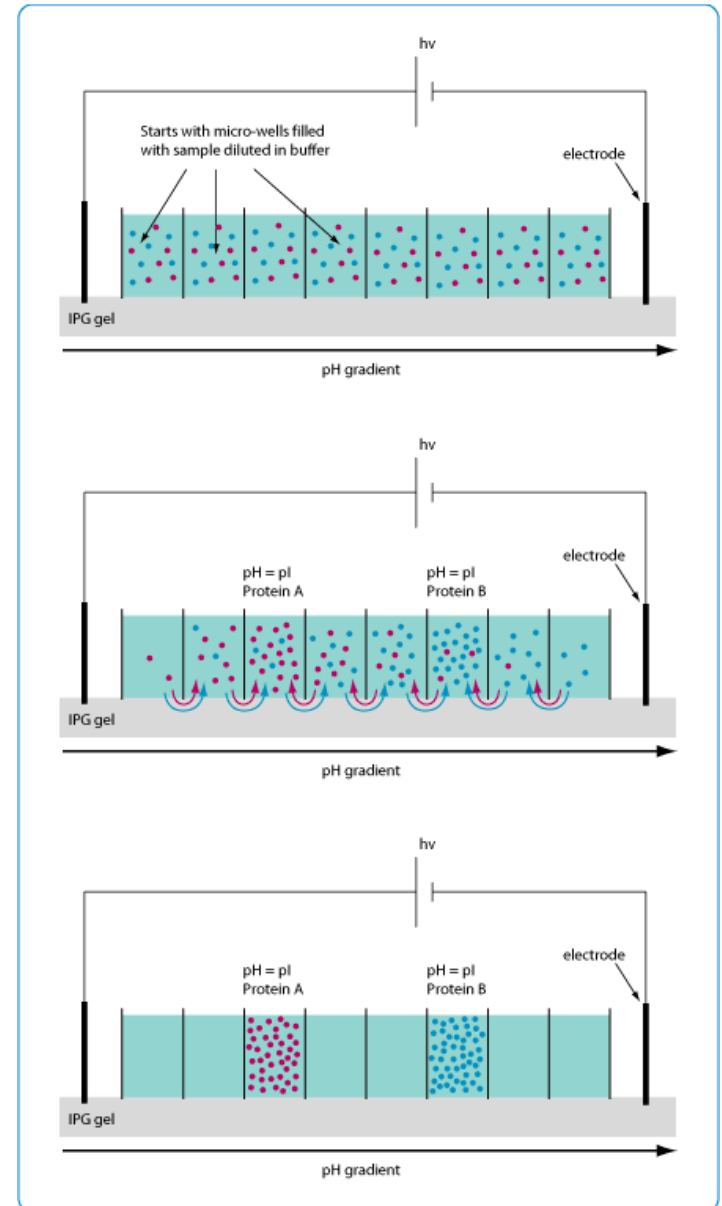 hv
Starts with micro-wells filled
with sample diluted in buffer
electrode
IPG gel
pH gradient
hv
electrode
pH = pI
Protein A
pH = pI
Protein B
IPG gel
pH gradient
hv
electrode
pH = pI
Protein A
pH = pI
Protein B
IPG gel
pH gradient